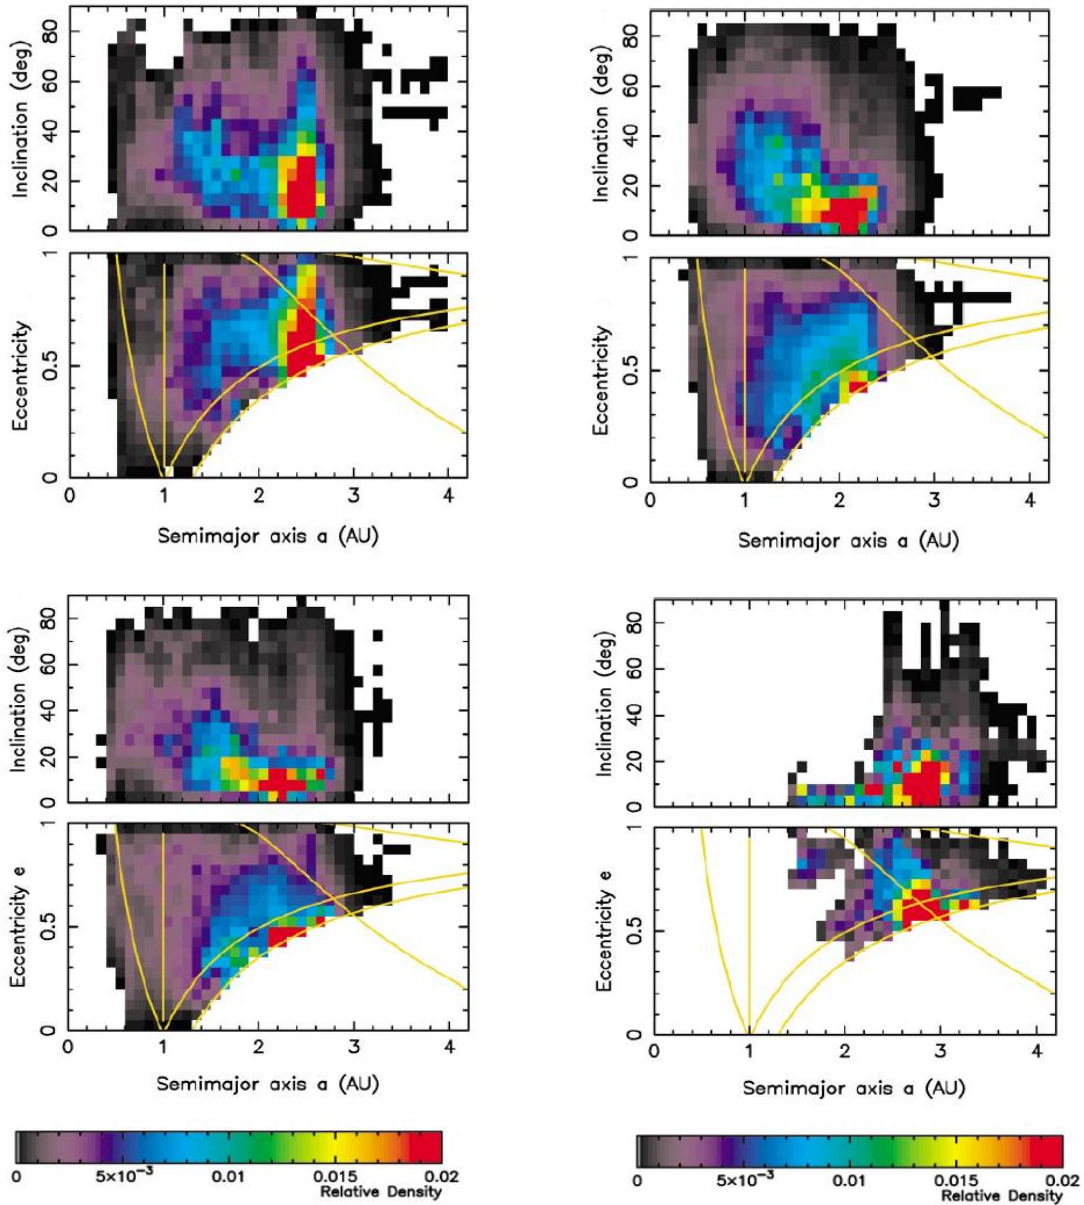 80
60
40
20
0
Inclination (deg)
1
0.5
0
Eccentricity
0 1 2 3 4
Semimajor axis a (AU)
80
60
40
20
0
Inclination (deg)
1
0.5
0
Eccentricity
0 1 2 3 4
Semimajor axis a (AU)
80
60
40
20
0
Inclination (deg)
1
0.5
0
Eccentricity e
0 1 2 3 4
Semimajor axis a (AU)
80
60
40
20
0
Inclination (deg)
1
0.5
0
Eccentricity e
0 1 2 3 4
Semimajor axis a (AU)
0 5×10⁻³ 0.01 0.015 0.02
Relative Density
0 5×10⁻³ 0.01 0.015 0.02
Relative Density